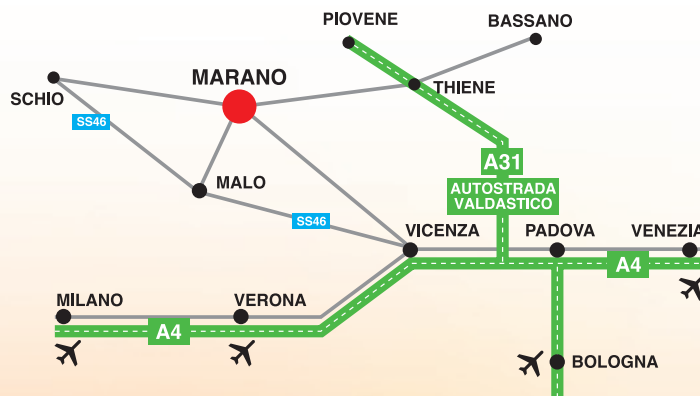 PIOVENE
BASSANO
MARANO
SCHIO
THIENE
SS46
A31
MALO
AUTOSTRADA
VALDASTICO
SS46
VICENZA
PADOVA
VENEZIA
A4
MILANO
VERONA
A4
BOLOGNA